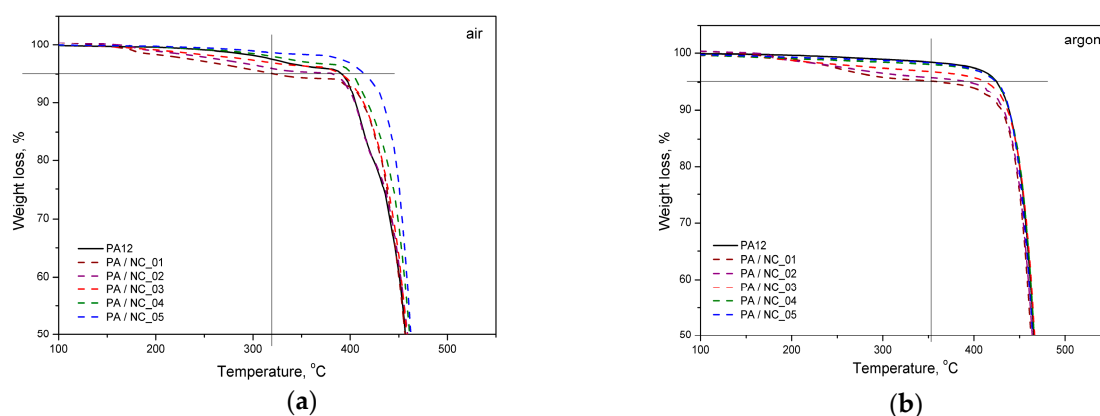 air
100
90
80
70
60
50
Weight loss, %
PA12
PA / NC_01
PA / NC_02
PA / NC_03
PA / NC_04
PA / NC_05
100
200
300
400
500
Temperature, °C
(a)
argon
100
90
80
70
60
50
Weight loss, %
PA12
PA / NC_01
PA / NC_02
PA / NC_03
PA / NC_04
PA / NC_05
100
200
300
400
500
Temperature, °C
(b)